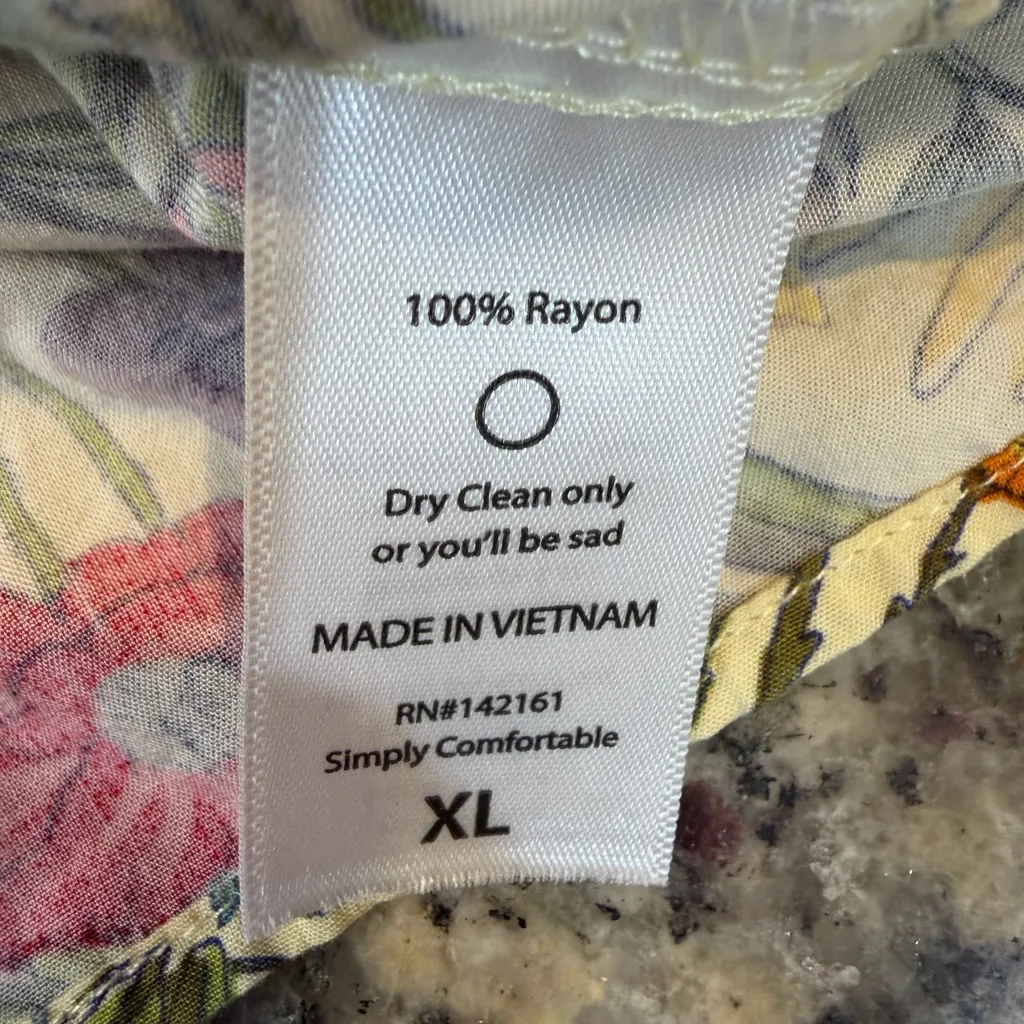 100% Rayon
Dry Clean only
or you'll be sad
MADE IN VIETNAM
RN#142161
Simply Comfortable
XL